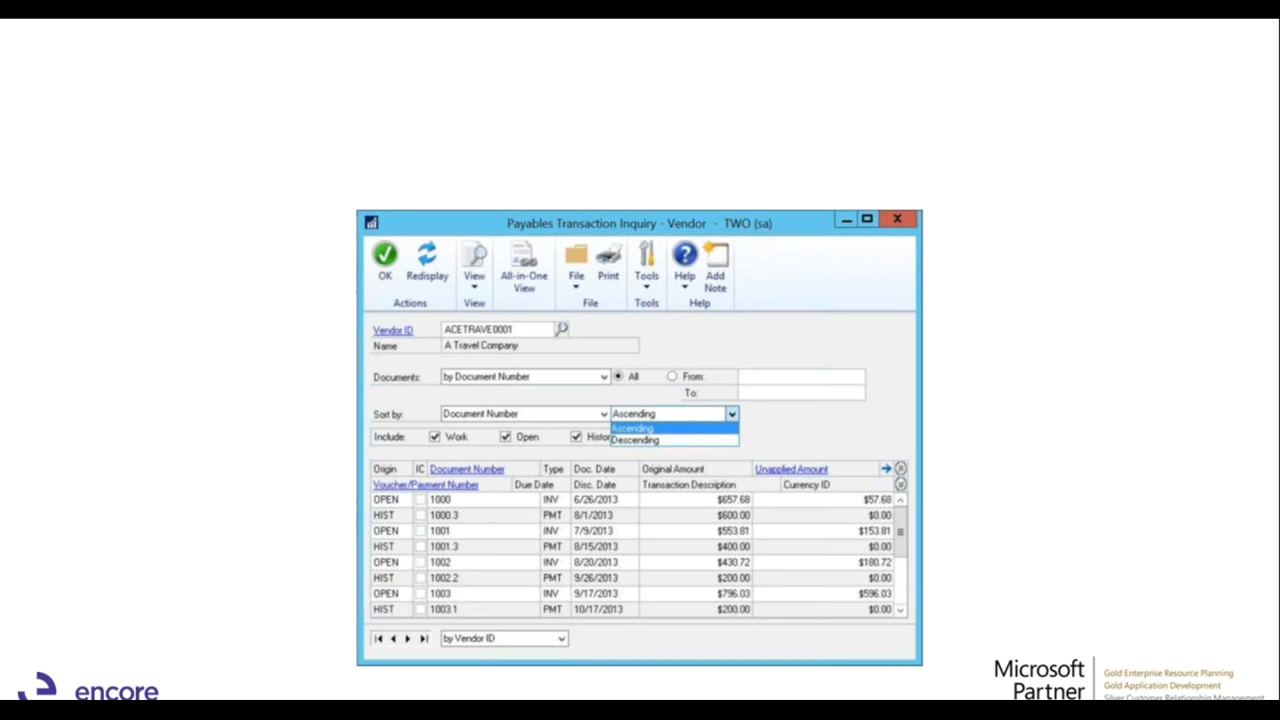 Payables Transaction Inquiry - Vendor - TWO (sa)
OK Redisplay View All-in-One View File Print Tools Help Add Note
Actions View File Tools Help
Vendor ID ACETRAVE0001
Name A Travel Company
Documents: by Document Number All From:
To:
Sort by: Document Number Ascending
Ascending
Include: Work Open Histor
Descending
Origin IC Document Number Type Doc. Date Original Amount Unapplied Amount
Voucher/Payment Number Due Date Disc. Date Transaction Description Currency ID
OPEN 1000 INV 6/26/2013 $657.68 $57.68
HIST 1000.3 PMT 8/1/2013 $600.00 $0.00
OPEN 1001 INV 7/9/2013 $553.81 $153.81
HIST 1001.3 PMT 8/15/2013 $400.00 $0.00
OPEN 1002 INV 8/20/2013 $430.72 $180.72
HIST 1002.2 PMT 9/26/2013 $200.00 $0.00
OPEN 1003 INV 9/17/2013 $796.03 $596.03
HIST 1003.1 PMT 10/17/2013 $200.00 $0.00
by Vendor ID
encore
Microsoft Partner
Gold Enterprise Resource Planning
Gold Application Development
Silver Customer Relationship Management